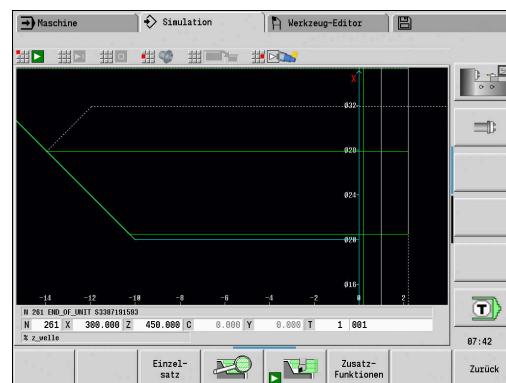 Maschine Simulation Werkzeug-Editor
X
Ø32
Ø28
Ø24
Ø20
Ø16
-14 -12 -10 -8 -6 -4 -2 0 2
N 261 END_OF_UNIT S3387191593
N 261 X 300.000 Z 450.000 C 0.000 Y 0.000 T 1 001
% z_welle
T
07:42
Einzel-
satz
Zusatz-
Funktionen
Zurück